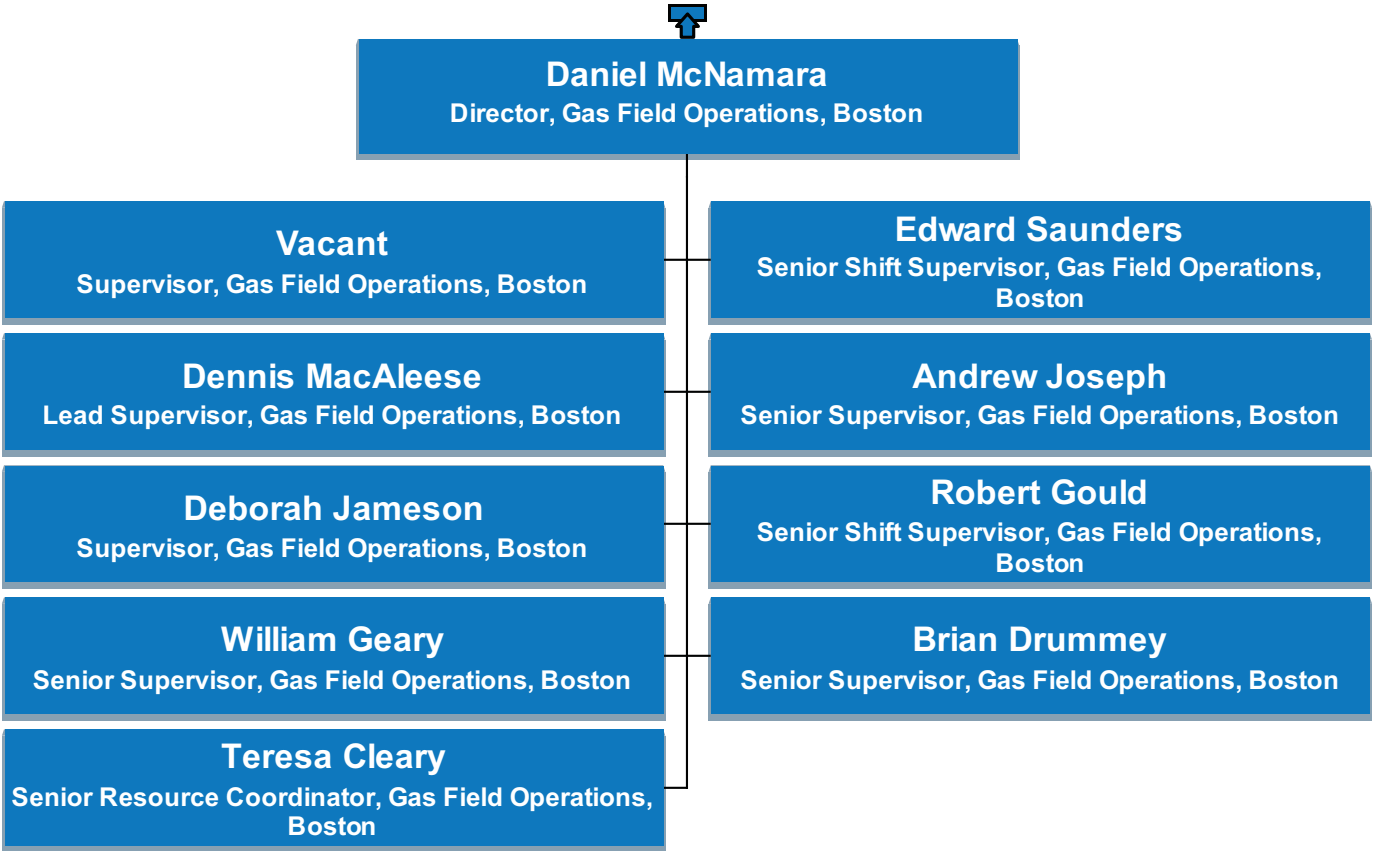 Daniel McNamara
Director, Gas Field Operations, Boston
Vacant
Supervisor, Gas Field Operations, Boston
Edward Saunders
Senior Shift Supervisor, Gas Field Operations,
Boston
Dennis MacAleese
Lead Supervisor, Gas Field Operations, Boston
Andrew Joseph
Senior Supervisor, Gas Field Operations, Boston
Deborah Jameson
Supervisor, Gas Field Operations, Boston
Robert Gould
Senior Shift Supervisor, Gas Field Operations,
Boston
William Geary
Senior Supervisor, Gas Field Operations, Boston
Brian Drummey
Senior Supervisor, Gas Field Operations, Boston
Teresa Cleary
Senior Resource Coordinator, Gas Field Operations,
Boston